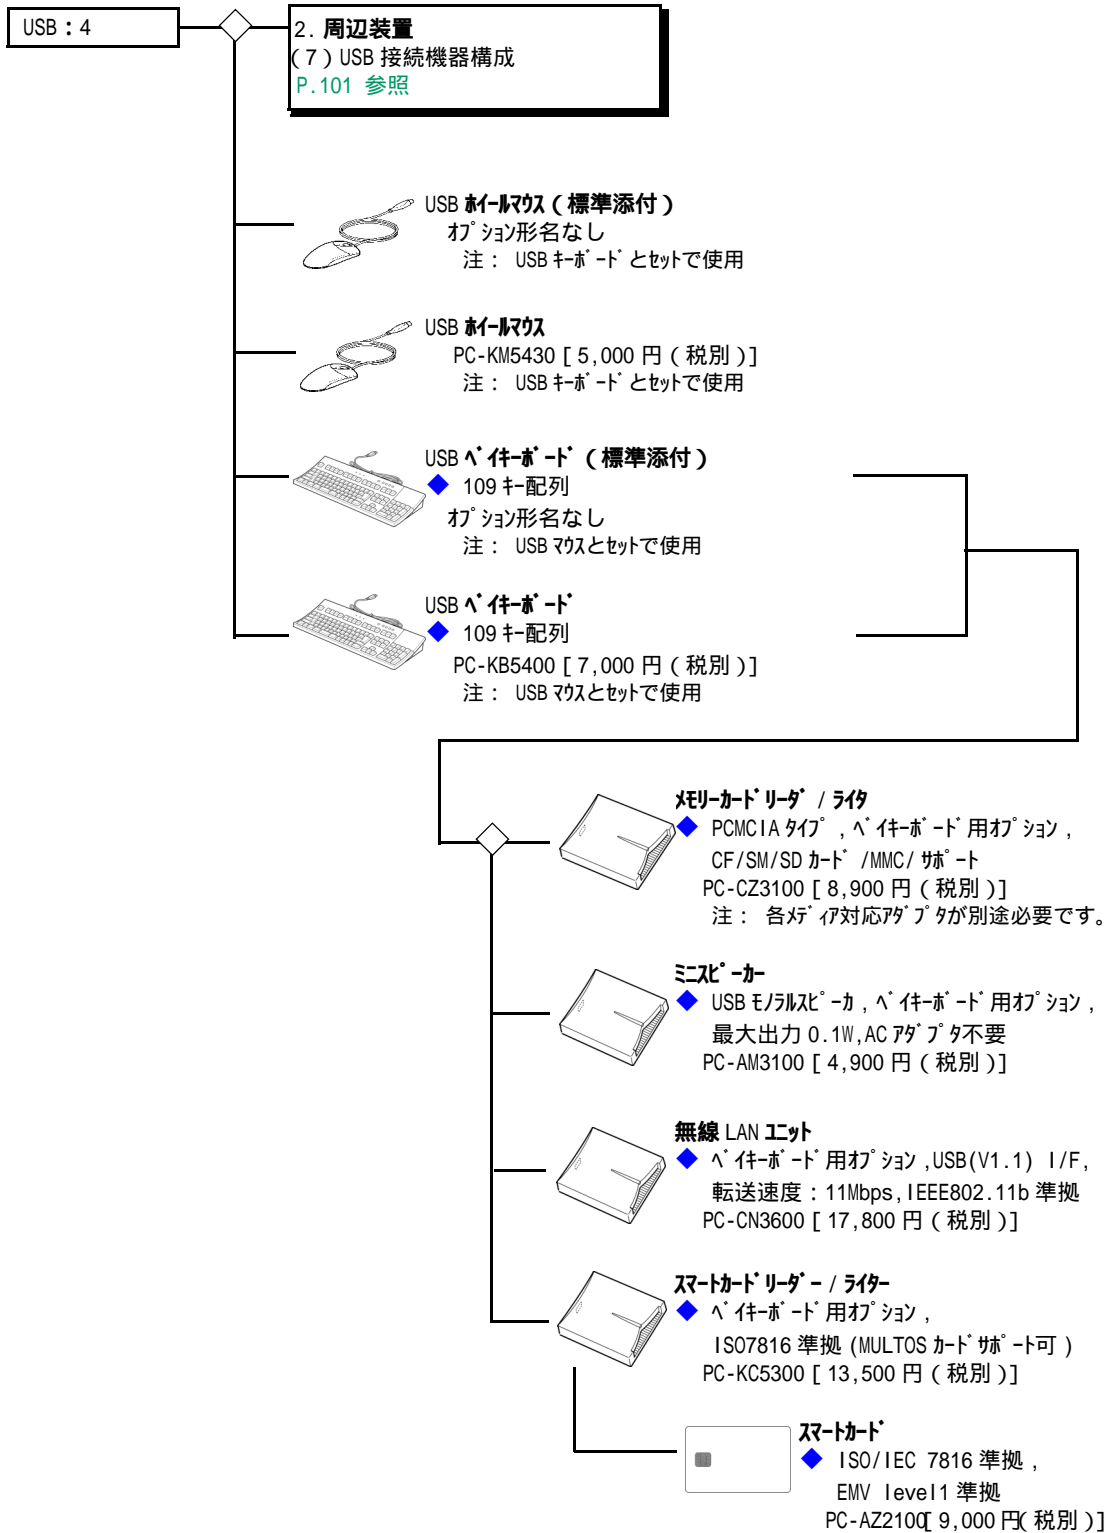 USB：4
2. 周辺装置
(7) USB 接続機器構成
P.101 参照
USB ﾎｲｰﾙﾏｳｽ (標準添付)
ｵﾌﾟｼｮﾝ形名なし
注： USB ｷｰﾎﾞｰﾄﾞとｾｯﾄで使用
USB ﾎｲｰﾙﾏｳｽ
PC-KM5430 [ 5,000 円 (税別)]
注： USB ｷｰﾎﾞｰﾄﾞとｾｯﾄで使用
USB ﾍﾞｲｷｰﾎﾞｰﾄﾞ (標準添付)
◆ 109 ｷｰ配列
ｵﾌﾟｼｮﾝ形名なし
注： USB ﾏｳｽとｾｯﾄで使用
USB ﾍﾞｲｷｰﾎﾞｰﾄﾞ
◆ 109 ｷｰ配列
PC-KB5400 [ 7,000 円 (税別)]
注： USB ﾏｳｽとｾｯﾄで使用
ﾒﾓﾘｰｶｰﾄﾞﾘｰﾀﾞ / ﾗｲﾀ
◆ PCMCIA ﾀｲﾌﾟ , ﾍﾞｲｷｰﾎﾞｰﾄﾞ用ｵﾌﾟｼｮﾝ ,
CF/SM/SD ｶｰﾄﾞ /MMC/ ｻﾎﾟｰﾄ
PC-CZ3100 [ 8,900 円 (税別)]
注： 各ﾒﾃﾞｨｱ対応ｱﾀﾞﾌﾟﾀが別途必要です。
ﾐﾆｽﾋﾟｰｶｰ
◆ USB ﾓﾉﾗﾙｽﾋﾟｰｶ , ﾍﾞｲｷｰﾎﾞｰﾄﾞ用ｵﾌﾟｼｮﾝ ,
最大出力 0.1W,AC ｱﾀﾞﾌﾟﾀ不要
PC-AM3100 [ 4,900 円 (税別)]
無線 LAN ﾕﾆｯﾄ
◆ ﾍﾞｲｷｰﾎﾞｰﾄﾞ用ｵﾌﾟｼｮﾝ ,USB(V1.1) I/F,
転送速度：11Mbps,IEEE802.11b 準拠
PC-CN3600 [ 17,800 円 (税別)]
ｽﾏｰﾄｶｰﾄﾞﾘｰﾀﾞｰ / ﾗｲﾀｰ
◆ ﾍﾞｲｷｰﾎﾞｰﾄﾞ用ｵﾌﾟｼｮﾝ ,
ISO7816 準拠 (MULTOS ｶｰﾄﾞｻﾎﾟｰﾄ可)
PC-KC5300 [ 13,500 円 (税別)]
ｽﾏｰﾄｶｰﾄﾞ
◆ ISO/IEC 7816 準拠 ,
EMV level1 準拠
PC-AZ2100[ 9,000 円(税別)]